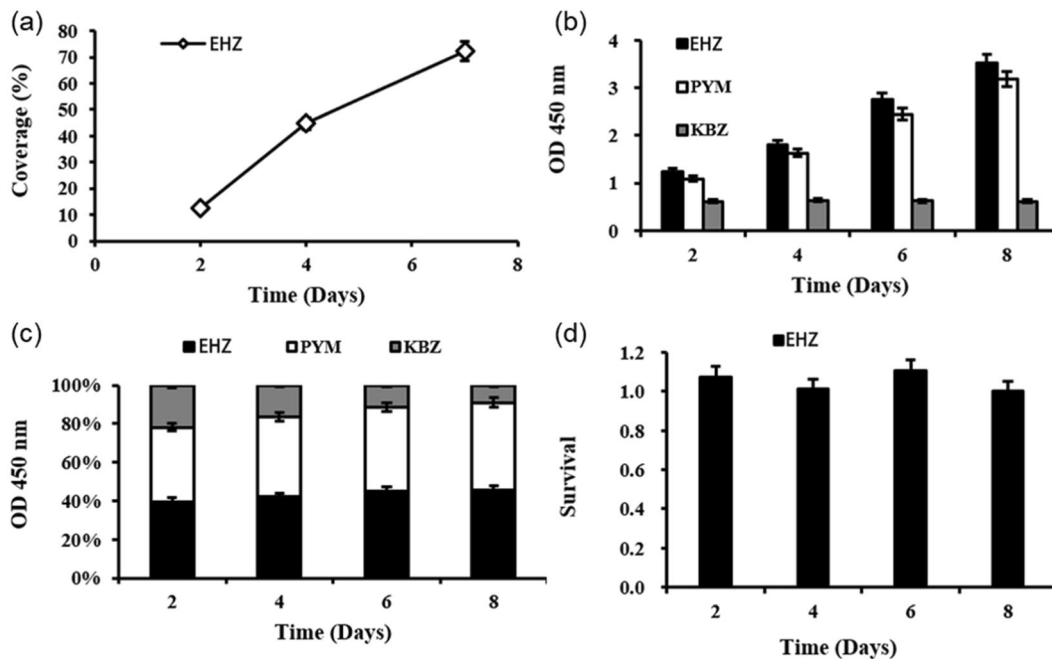 (a)
80
70
60
50
40
30
20
10
0
Coverage (%)
EHZ
0 2 4 6 8
Time (Days)
(b)
4
3
2
1
0
OD 450 nm
EHZ
PYM
KBZ
2 4 6 8
Time (Days)
(c)
EHZ PYM KBZ
100%
80%
60%
40%
20%
0%
OD 450 nm
2 4 6 8
Time (Days)
(d)
EHZ
1.2
1.0
0.8
0.6
0.4
0.2
0.0
Survival
2 4 6 8
Time (Days)